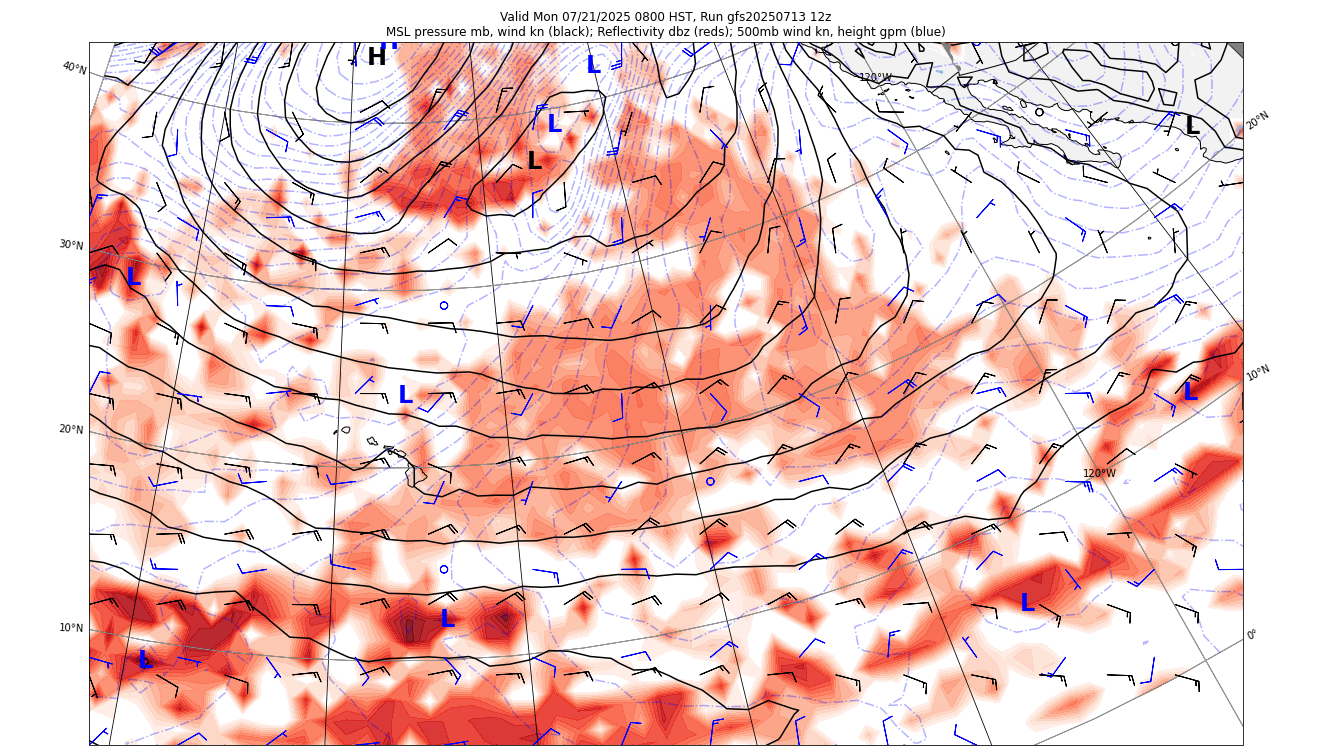 Valid Mon 07/21/2025 0800 HST, Run gfs20250713 12z
MSL pressure mb, wind kn (black); Reflectivity dbz (reds); 500mb wind kn, height gpm (blue)
H
H
L
40°N
120°W
L
L
20°N
L
30°N
L
10°N
L
L
20°N
120°W
L
L
10°N
0°
L